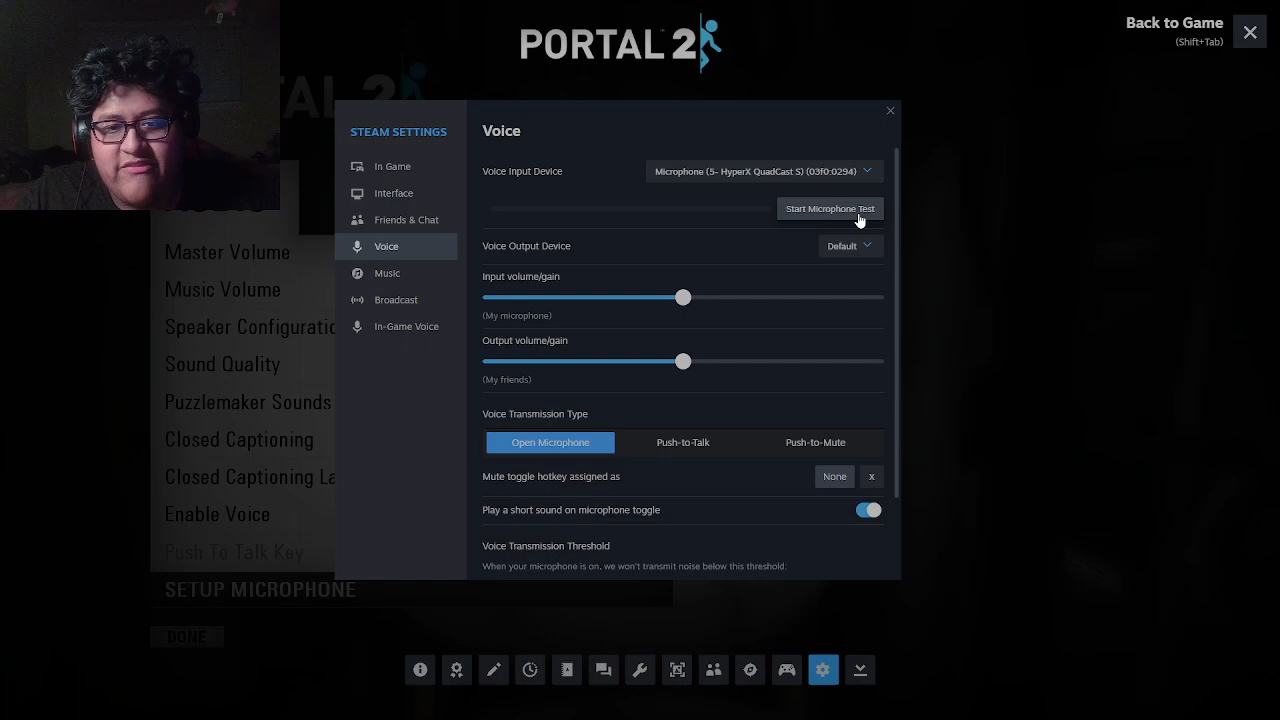 PORTAL 2
Back to Game
(Shift+Tab)
STEAM SETTINGS
In Game
Interface
Friends & Chat
Voice
Music
Broadcast
In-Game Voice
Voice
Voice Input Device
Microphone (5- HyperX QuadCast S) (03f0:0294)
Start Microphone Test
Voice Output Device
Default
Input volume/gain
(My microphone)
Output volume/gain
(My friends)
Voice Transmission Type
Open Microphone
Push-to-Talk
Push-to-Mute
Mute toggle hotkey assigned as
None
x
Play a short sound on microphone toggle
Voice Transmission Threshold
When your microphone is on, we won't transmit noise below this threshold:
Master Volume
Music Volume
Speaker Configuratio
Sound Quality
Puzzlemaker Sounds
Closed Captioning
Closed Captioning La
Enable Voice
Push To Talk Key
SETUP MICROPHONE
DONE